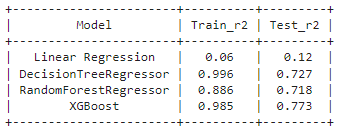 Model Train_r2 Test_r2
Linear Regression 0.06 0.12
DecisionTreeRegressor 0.996 0.727
RandomForestRegressor 0.886 0.718
XGBoost 0.985 0.773